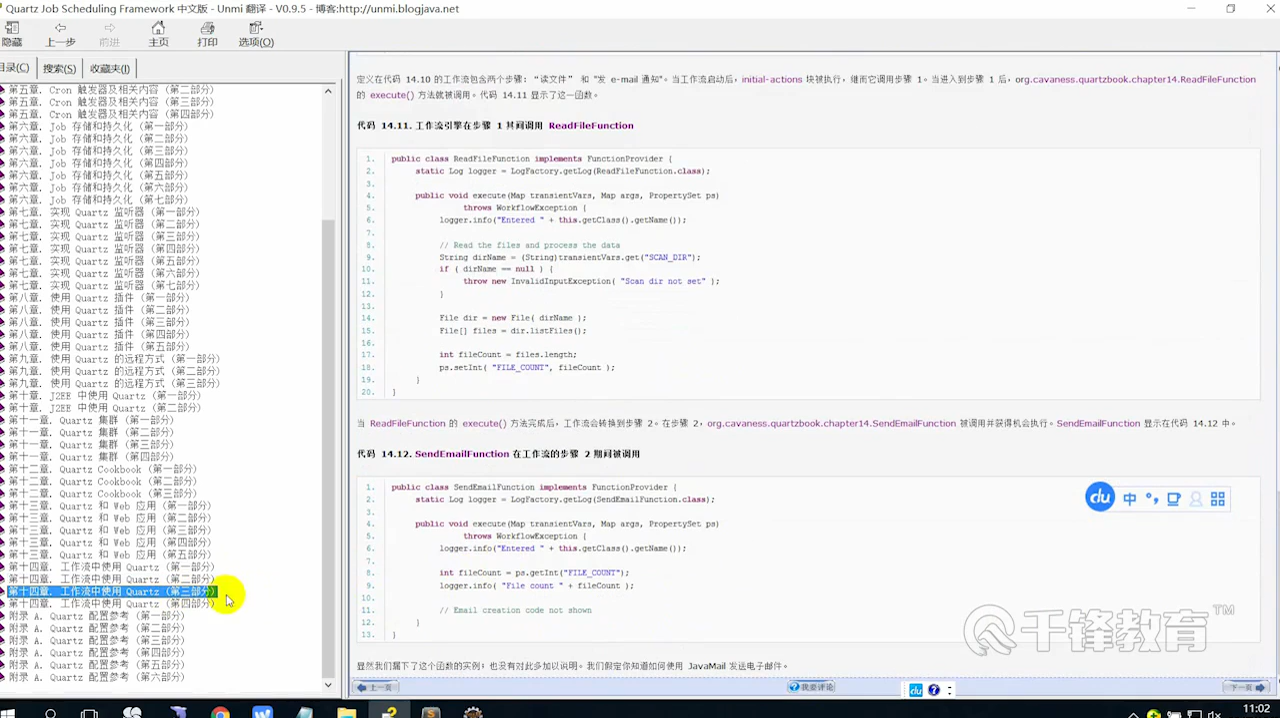 Quartz Job Scheduling Framework 中文版 - Unmi 翻译 - V0.9.5 - 博客:http://unmi.blogjava.net
隐藏 上一步 前进 主页 打印 选项(O)
目录(C) 搜索(S) 收藏夹(I)
第五章. Cron 触发器及相关内容 (第二部分)
第五章. Cron 触发器及相关内容 (第三部分)
第五章. Cron 触发器及相关内容 (第四部分)
第六章. Job 存储和持久化 (第一部分)
第六章. Job 存储和持久化 (第二部分)
第六章. Job 存储和持久化 (第三部分)
第六章. Job 存储和持久化 (第四部分)
第六章. Job 存储和持久化 (第五部分)
第六章. Job 存储和持久化 (第六部分)
第六章. Job 存储和持久化 (第七部分)
第七章. 实现 Quartz 监听器 (第一部分)
第七章. 实现 Quartz 监听器 (第二部分)
第七章. 实现 Quartz 监听器 (第三部分)
第七章. 实现 Quartz 监听器 (第四部分)
第七章. 实现 Quartz 监听器 (第五部分)
第七章. 实现 Quartz 监听器 (第六部分)
第七章. 实现 Quartz 监听器 (第七部分)
第八章. 使用 Quartz 插件 (第一部分)
第八章. 使用 Quartz 插件 (第二部分)
第八章. 使用 Quartz 插件 (第三部分)
第八章. 使用 Quartz 插件 (第四部分)
第八章. 使用 Quartz 插件 (第五部分)
第九章. 使用 Quartz 的远程方式 (第一部分)
第九章. 使用 Quartz 的远程方式 (第二部分)
第九章. 使用 Quartz 的远程方式 (第三部分)
第十章. J2EE 中使用 Quartz (第一部分)
第十章. J2EE 中使用 Quartz (第二部分)
第十一章. Quartz 集群 (第一部分)
第十一章. Quartz 集群 (第二部分)
第十一章. Quartz 集群 (第三部分)
第十一章. Quartz 集群 (第四部分)
第十二章. Quartz Cookbook (第一部分)
第十二章. Quartz Cookbook (第二部分)
第十二章. Quartz Cookbook (第三部分)
第十三章. Quartz 和 Web 应用 (第一部分)
第十三章. Quartz 和 Web 应用 (第二部分)
第十三章. Quartz 和 Web 应用 (第三部分)
第十三章. Quartz 和 Web 应用 (第四部分)
第十三章. Quartz 和 Web 应用 (第五部分)
第十四章. 工作流中使用 Quartz (第一部分)
第十四章. 工作流中使用 Quartz (第二部分)
第十四章. 工作流中使用 Quartz (第三部分)
第十四章. 工作流中使用 Quartz (第四部分)
附录 A. Quartz 配置参考 (第一部分)
附录 A. Quartz 配置参考 (第二部分)
附录 A. Quartz 配置参考 (第三部分)
附录 A. Quartz 配置参考 (第四部分)
附录 A. Quartz 配置参考 (第五部分)
附录 A. Quartz 配置参考 (第六部分)
定义在代码 14.10 的工作流包含两个步骤：“读文件” 和 “发 e-mail 通知”。当工作流启动后，initial-actions 块被执行，继而它调用步骤 1。当进入到步骤 1 后，org.cavaness.quartzbook.chapter14.ReadFileFunction
的 execute() 方法就被调用。代码 14.11 显示了这一函数。
代码 14.11. 工作流引擎在步骤 1 其间调用 ReadFileFunction
1. public class ReadFileFunction implements FunctionProvider {
2. static Log logger = LogFactory.getLog(ReadFileFunction.class);
3.
4. public void execute(Map transientVars, Map args, PropertySet ps)
5. throws WorkflowException {
6. logger.info("Entered " + this.getClass().getName());
7.
8. // Read the files and process the data
9. String dirName = (String)transientVars.get("SCAN_DIR");
10. if ( dirName == null ) {
11. throw new InvalidInputException( "Scan dir not set" );
12. }
13.
14. File dir = new File( dirName );
15. File[] files = dir.listFiles();
16.
17. int fileCount = files.length;
18. ps.setInt( "FILE_COUNT", fileCount );
19. }
20. }
当 ReadFileFunction 的 execute() 方法完成后，工作流会转换到步骤 2。在步骤 2，org.cavaness.quartzbook.chapter14.SendEmailFunction 被调用并获得机会执行。SendEmailFunction 显示在代码 14.12 中。
代码 14.12. SendEmailFunction 在工作流的步骤 2 期间被调用
1. public class SendEmailFunction implements FunctionProvider {
2. static Log logger = LogFactory.getLog(SendEmailFunction.class);
3.
4. public void execute(Map transientVars, Map args, PropertySet ps)
5. throws WorkflowException {
6. logger.info("Entered " + this.getClass().getName());
7.
8. int fileCount = ps.getInt("FILE_COUNT");
9. logger.info( "File count " + fileCount );
10.
11. // Email creation code not shown
12. }
13. }
du 中
千锋教育TM
显然我们漏下了这个函数的实例；也没有对此多加以说明。我们假定你知道如何使用 JavaMail 发送电子邮件。
上一页 我要评论 下一页
du
11:02